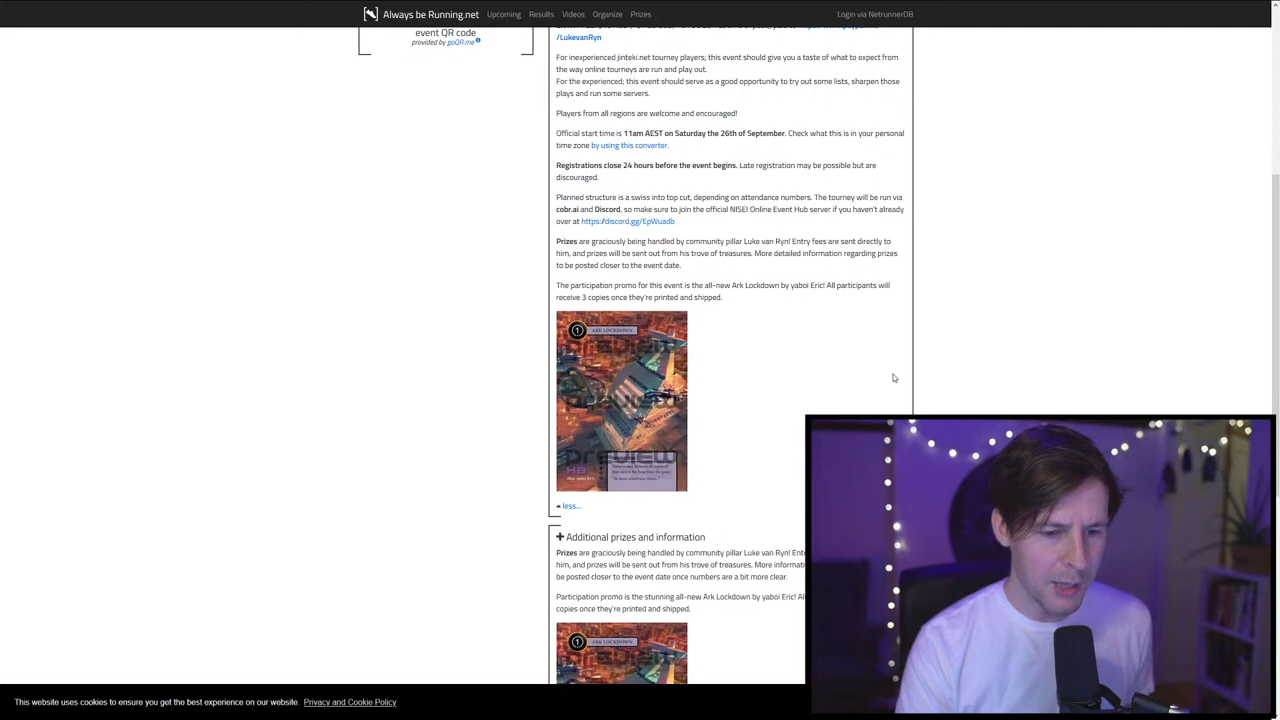 Always be Running.net Upcoming Results Videos Organize Prizes Login via NetrunnerDB
event QR code
provided by goQR.me
/LukevanRyn
For inexperienced jinteki.net tourney players; this event should give you a taste of what to expect from
the way online tourneys are run and play out.
For the experienced; this event should serve as a good opportunity to try out some lists, sharpen those
plays and run some servers.
Players from all regions are welcome and encouraged!
Official start time is 11am AEST on Saturday the 26th of September. Check what this is in your personal
time zone by using this converter.
Registrations close 24 hours before the event begins. Late registration may be possible but are
discouraged.
Planned structure is a swiss into top cut, depending on attendance numbers. The tourney will be run via
cobr.ai and Discord, so make sure to join the official NISEI Online Event Hub server if you haven't already
over at https://discord.gg/EpWuadb
Prizes are graciously being handled by community pillar Luke van Ryn! Entry fees are sent directly to
him, and prizes will be sent out from his trove of treasures. More detailed information regarding prizes
to be posted closer to the event date.
The participation promo for this event is the all-new Ark Lockdown by yaboi Eric! All participants will
receive 3 copies once they're printed and shipped.
1 ARK LOCKDOWN
preview
preview
preview
HB
less...
Additional prizes and information
Prizes are graciously being handled by community pillar Luke van Ryn! Ent
him, and prizes will be sent out from his trove of treasures. More informati
be posted closer to the event date once numbers are a bit more clear.
Participation promo is the stunning all-new Ark Lockdown by yaboi Eric! Al
copies once they're printed and shipped.
1 ARK LOCKDOWN
preview
This website uses cookies to ensure you get the best experience on our website. Privacy and Cookie Policy